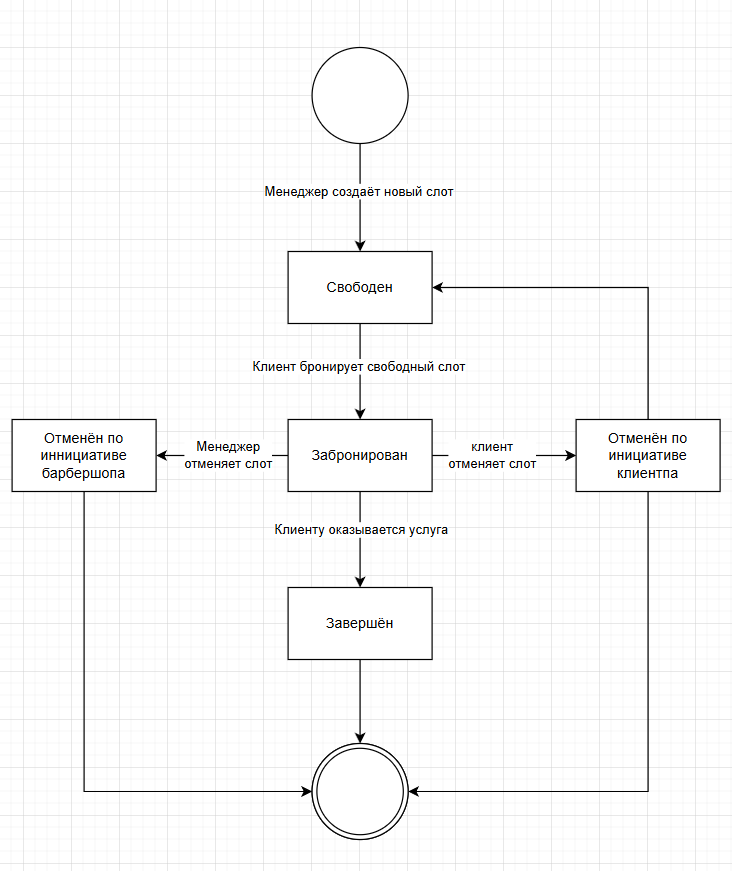 Менеджер создаёт новый слот
Свободен
Клиент бронирует свободный слот
Отменён по
иннициативе
барбершопа
Менеджер
отменяет слот
Забронирован
клиент
отменяет слот
Отменён по
инициативе
клиентпа
Клиенту оказывается услуга
Завершён